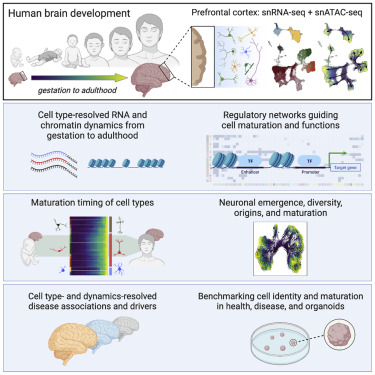 Human brain development
Prefrontal cortex: snRNA-seq + snATAC-seq
gestation to adulthood
Cell type-resolved RNA and
chromatin dynamics from
gestation to adulthood
Regulatory networks guiding
cell maturation and functions
TF
TF
Enhancer
Promoter
Target gene
Maturation timing of cell types
Neuronal emergence, diversity,
origins, and maturation
Cell type- and dynamics-resolved
disease associations and drivers
Benchmarking cell identity and maturation
in health, disease, and organoids